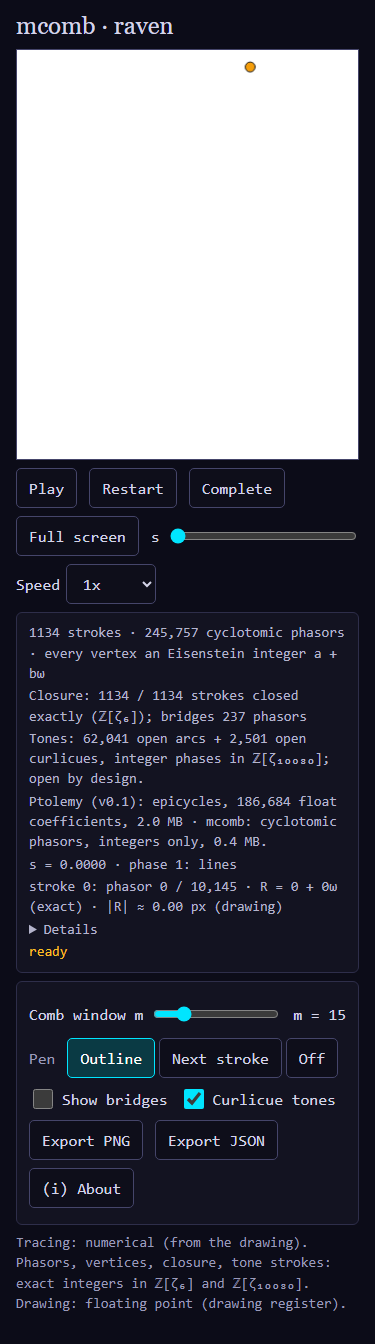 mcomb · raven
Play Restart Complete
Full screen s
Speed 1x
1134 strokes · 245,757 cyclotomic phasors
· every vertex an Eisenstein integer a +
bω
Closure: 1134 / 1134 strokes closed
exactly (ℤ[ζ₆]); bridges 237 phasors
Tones: 62,041 open arcs + 2,501 open
curlicues, integer phases in ℤ[ζ₁₀₀₈₀];
open by design.
Ptolemy (v0.1): epicycles, 186,684 float
coefficients, 2.0 MB · mcomb: cyclotomic
phasors, integers only, 0.4 MB.
s = 0.0000 · phase 1: lines
stroke 0: phasor 0 / 10,145 · R = 0 + 0ω
(exact) · |R| ≈ 0.00 px (drawing)
▶ Details
ready
Comb window m m = 15
Pen Outline Next stroke Off
Show bridges Curlicue tones
Export PNG Export JSON
(i) About
Tracing: numerical (from the drawing).
Phasors, vertices, closure, tone strokes:
exact integers in ℤ[ζ₆] and ℤ[ζ₁₀₀₈₀].
Drawing: floating point (drawing register).